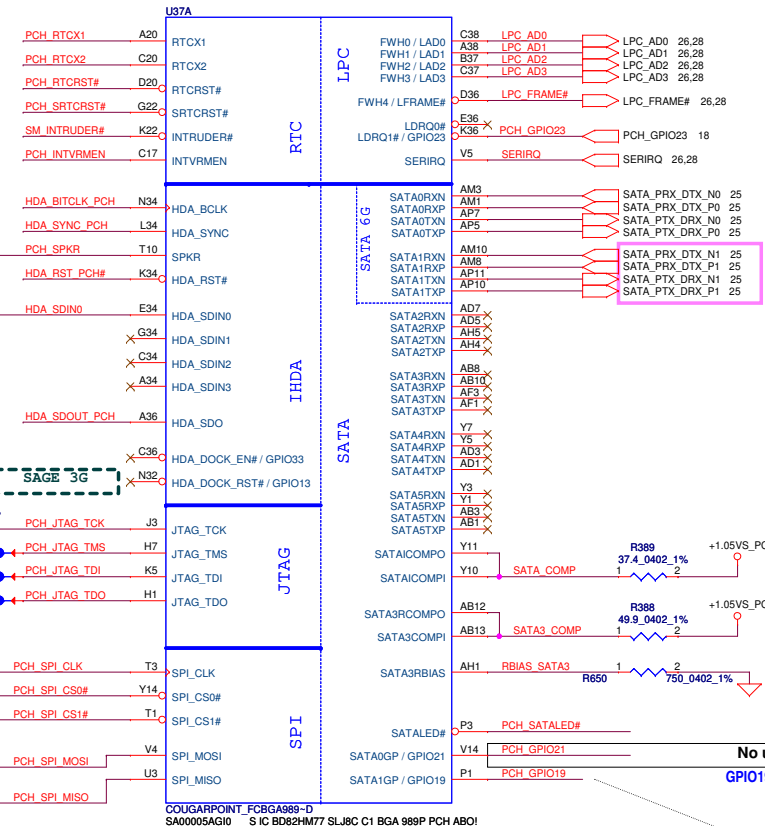 U37A
PCH_RTCX1 A20 RTCX1
PCH_RTCX2 C20 RTCX2
PCH_RTCRST# D20 RTCRST#
PCH_SRTCRST# G22 SRTCRST#
SM_INTRUDER# K22 INTRUDER#
PCH_INTVRMEN C17 INTVRMEN
RTC
LPC
FWH0 / LAD0 C38 LPC_AD0 LPC_AD0 26,28
FWH1 / LAD1 A38 LPC_AD1 LPC_AD1 26,28
FWH2 / LAD2 B37 LPC_AD2 LPC_AD2 26,28
FWH3 / LAD3 C37 LPC_AD3 LPC_AD3 26,28
FWH4 / LFRAME# D36 LPC_FRAME# LPC_FRAME# 26,28
LDRQ0# E36
LDRQ1# / GPIO23 K36 PCH_GPIO23 PCH_GPIO23 18
SERIRQ V5 SERIRQ SERIRQ 26,28
HDA_BITCLK_PCH N34 HDA_BCLK
HDA_SYNC_PCH L34 HDA_SYNC
PCH_SPKR T10 SPKR
HDA_RST_PCH# K34 HDA_RST#
HDA_SDIN0 E34 HDA_SDIN0
G34 HDA_SDIN1
C34 HDA_SDIN2
A34 HDA_SDIN3
HDA_SDOUT_PCH A36 HDA_SDO
C36 HDA_DOCK_EN# / GPIO33
N32 HDA_DOCK_RST# / GPIO13
IHDA
SAGE 3G
SATA 6G
SATA0RXN AM3 SATA_PRX_DTX_N0 25
SATA0RXP AM1 SATA_PRX_DTX_P0 25
SATA0TXN AP7 SATA_PTX_DRX_N0 25
SATA0TXP AP5 SATA_PTX_DRX_P0 25
SATA1RXN AM10 SATA_PRX_DTX_N1 25
SATA1RXP AM8 SATA_PRX_DTX_P1 25
SATA1TXN AP11 SATA_PTX_DRX_N1 25
SATA1TXP AP10 SATA_PTX_DRX_P1 25
SATA2RXN AD7
SATA2RXP AD5
SATA2TXN AH5
SATA2TXP AH4
SATA3RXN AB8
SATA3RXP AB10
SATA3TXN AF3
SATA3TXP AF1
SATA
SATA4RXN Y7
SATA4RXP Y5
SATA4TXN AD3
SATA4TXP AD1
SATA5RXN Y3
SATA5RXP Y1
SATA5TXN AB3
SATA5TXP AB1
PCH_JTAG_TCK J3 JTAG_TCK
PCH_JTAG_TMS H7 JTAG_TMS
PCH_JTAG_TDI K5 JTAG_TDI
PCH_JTAG_TDO H1 JTAG_TDO
JTAG
SATAICOMPO Y11
SATAICOMPI Y10 SATA_COMP 1 R389 37.4_0402_1% 2 +1.05VS_PC
SATA3RCOMPO AB12
SATA3COMPI AB13 SATA3_COMP 1 R388 49.9_0402_1% 2 +1.05VS_PC
SATA3RBIAS AH1 RBIAS_SATA3 1 2
R650 750_0402_1%
PCH_SPI_CLK T3 SPI_CLK
PCH_SPI_CS0# Y14 SPI_CS0#
PCH_SPI_CS1# T1 SPI_CS1#
PCH_SPI_MOSI V4 SPI_MOSI
PCH_SPI_MISO U3 SPI_MISO
SPI
SATALED# P3 PCH_SATALED#
SATA0GP / GPIO21 V14 PCH_GPIO21 No
SATA1GP / GPIO19 P1 PCH_GPIO19 GPIO19
COUGARPOINT_FCBGA989~D
SA00005AGI0 S IC BD82HM77 SLJ8C C1 BGA 989P PCH ABO!